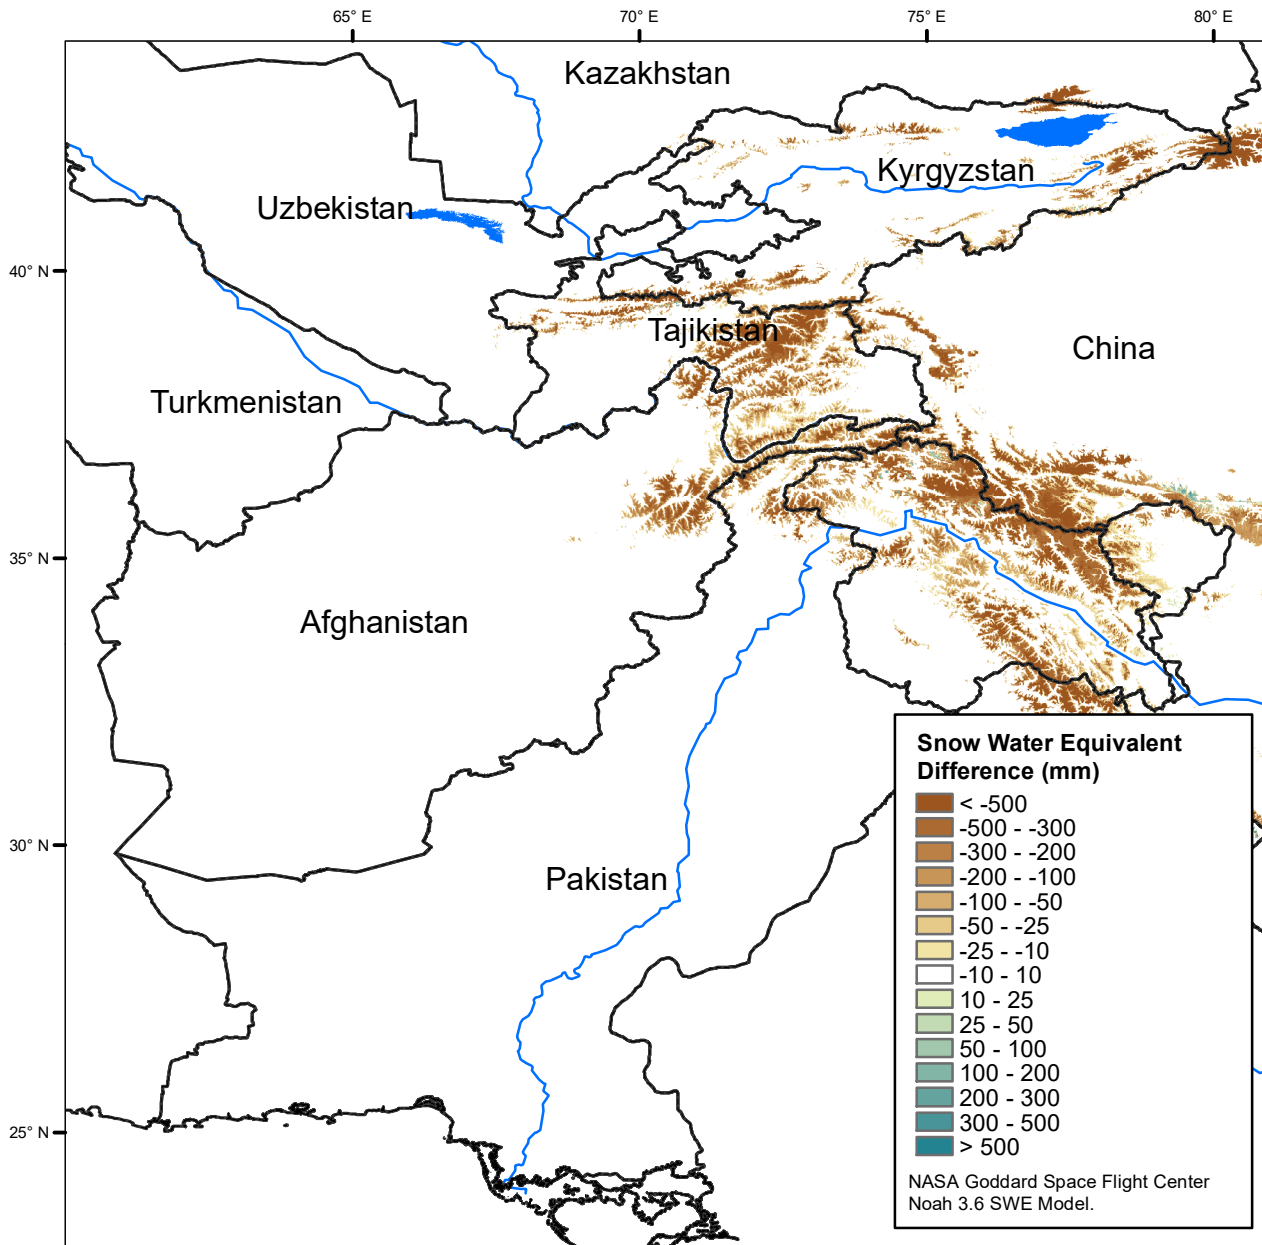 65° E
70° E
75° E
80° E
Kazakhstan
Kyrgyzstan
Uzbekistan
40° N
Tajikistan
China
Turkmenistan
35° N
Afghanistan
30° N
Pakistan
25° N
Snow Water Equivalent
Difference (mm)
< -500
-500 - -300
-300 - -200
-200 - -100
-100 - -50
-50 - -25
-25 - -10
-10 - 10
10 - 25
25 - 50
50 - 100
100 - 200
200 - 300
300 - 500
> 500
NASA Goddard Space Flight Center
Noah 3.6 SWE Model.